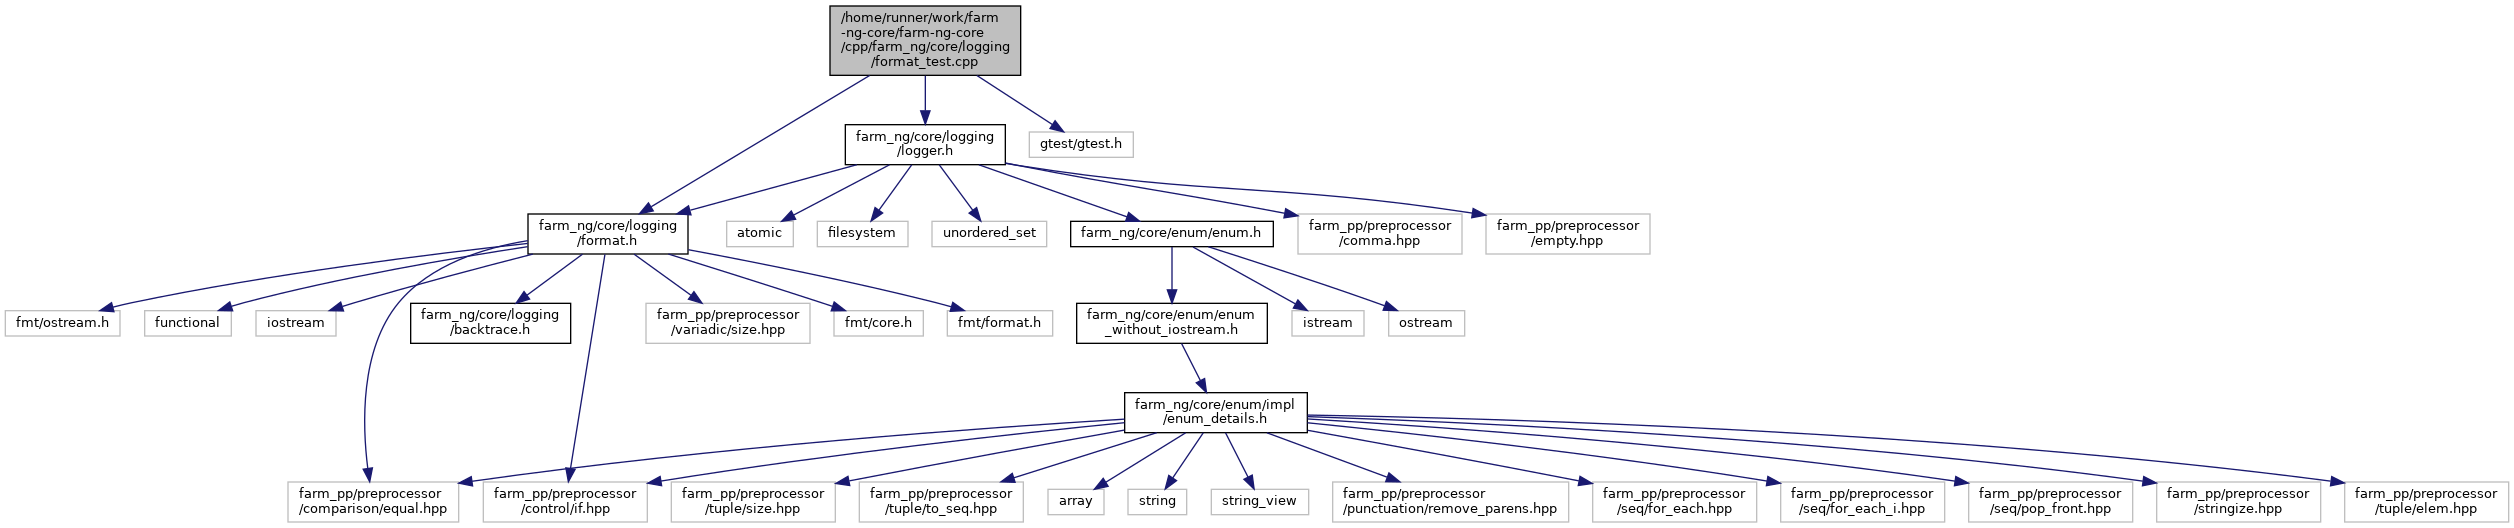 /home/runner/work/farm
-ng-core/farm-ng-core
/cpp/farm_ng/core/logging
/format_test.cpp
farm_ng/core/logging
/logger.h
gtest/gtest.h
farm_ng/core/logging
/format.h
atomic
filesystem
unordered_set
farm_ng/core/enum/enum.h
farm_pp/preprocessor
/comma.hpp
farm_pp/preprocessor
/empty.hpp
fmt/ostream.h
functional
iostream
farm_ng/core/logging
/backtrace.h
farm_pp/preprocessor
/variadic/size.hpp
fmt/core.h
fmt/format.h
farm_ng/core/enum/enum
_without_iostream.h
istream
ostream
farm_ng/core/enum/impl
/enum_details.h
farm_pp/preprocessor
/comparison/equal.hpp
farm_pp/preprocessor
/control/if.hpp
farm_pp/preprocessor
/tuple/size.hpp
farm_pp/preprocessor
/tuple/to_seq.hpp
array
string
string_view
farm_pp/preprocessor
/punctuation/remove_parens.hpp
farm_pp/preprocessor
/seq/for_each.hpp
farm_pp/preprocessor
/seq/for_each_i.hpp
farm_pp/preprocessor
/seq/pop_front.hpp
farm_pp/preprocessor
/stringize.hpp
farm_pp/preprocessor
/tuple/elem.hpp